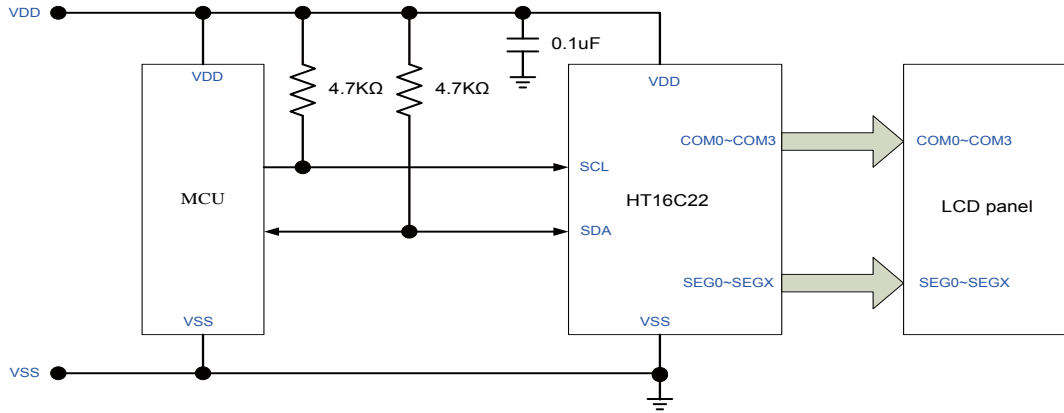 VDD
0.1uF
VDD
4.7KΩ
4.7KΩ
VDD
COM0~COM3
COM0~COM3
SCL
MCU
HT16C22
LCD panel
SDA
SEG0~SEGX
SEG0~SEGX
VSS
VSS
VSS